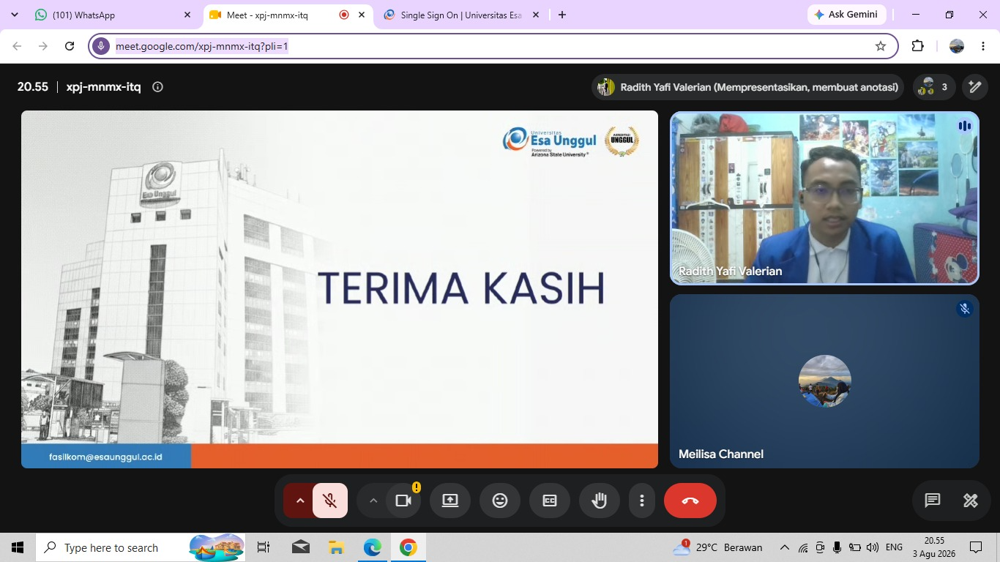 (101) WhatsApp
Meet - xpj-mnmx-itq
Single Sign On | Universitas Esa
Ask Gemini
meet.google.com/xpj-mnmx-itq?pli=1
20.55 | xpj-mnmx-itq
Radith Yafi Valerian (Mempresentasikan, membuat anotasi)
3
Universitas
Esa Unggul
Powered by
Arizona State University
AKREDITASI
UNGGUL
Esa Unggul
TERIMA KASIH
fasilkom@esaunggul.ac.id
Radith Yafi Valerian
Meilisa Channel
CC
Type here to search
1
29°C Berawan
ENG
20.55
3 Agu 2026